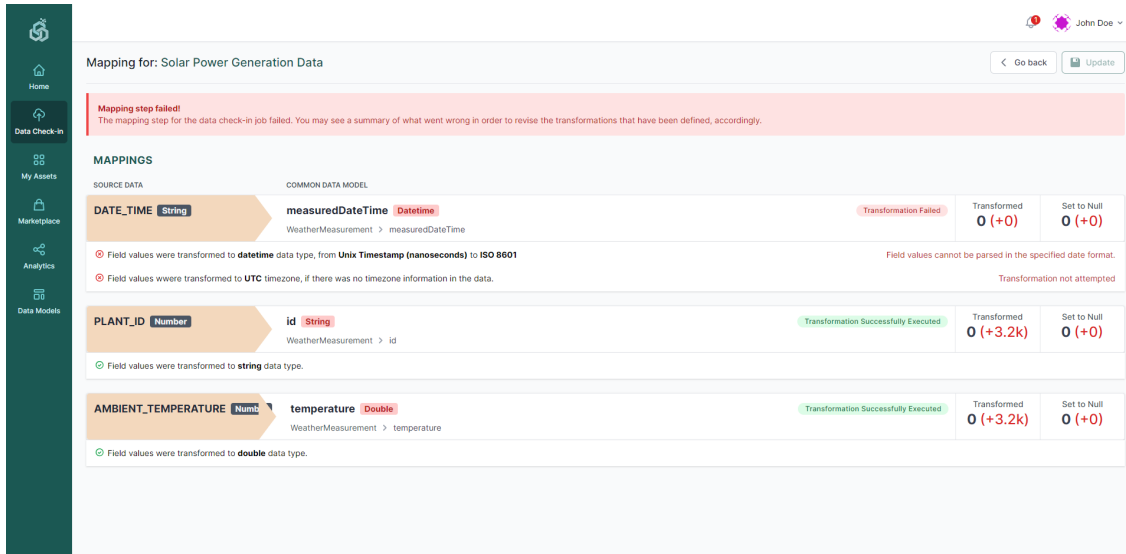 1
John Doe
Mapping for: Solar Power Generation Data
Go back
Update
Home
Data Check-in
My Assets
Marketplace
Analytics
Data Models
Mapping step failed!
The mapping step for the data check-in job failed. You may see a summary of what went wrong in order to revise the transformations that have been defined, accordingly.
MAPPINGS
SOURCE DATA COMMON DATA MODEL
DATE_TIME String measuredDateTime Datetime Transformation Failed Transformed Set to Null
WeatherMeasurement > measuredDateTime 0 (+0) 0 (+0)
Field values were transformed to datetime data type, from Unix Timestamp (nanoseconds) to ISO 8601 Field values cannot be parsed in the specified date format.
Field values wwere transformed to UTC timezone, if there was no timezone information in the data. Transformation not attempted
PLANT_ID Number id String Transformation Successfully Executed Transformed Set to Null
WeatherMeasurement > id 0 (+3.2k) 0 (+0)
Field values were transformed to string data type.
AMBIENT_TEMPERATURE Numb temperature Double Transformation Successfully Executed Transformed Set to Null
WeatherMeasurement > temperature 0 (+3.2k) 0 (+0)
Field values were transformed to double data type.